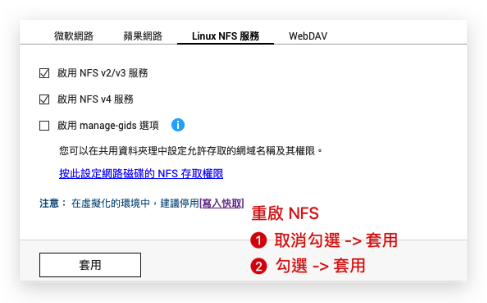 微軟網路 蘋果網路 Linux NFS 服務 WebDAV
啟用 NFS v2/v3 服務
啟用 NFS v4 服務
啟用 manage-gids 選項 i
您可以在共用資料夾理中設定允許存取的網域名稱及其權限。
按此設定網路磁碟的 NFS 存取權限
注意： 在虛擬化的環境中，建議停用[寫入快取]
重啟 NFS
1 取消勾選 -> 套用
2 勾選 -> 套用
套用